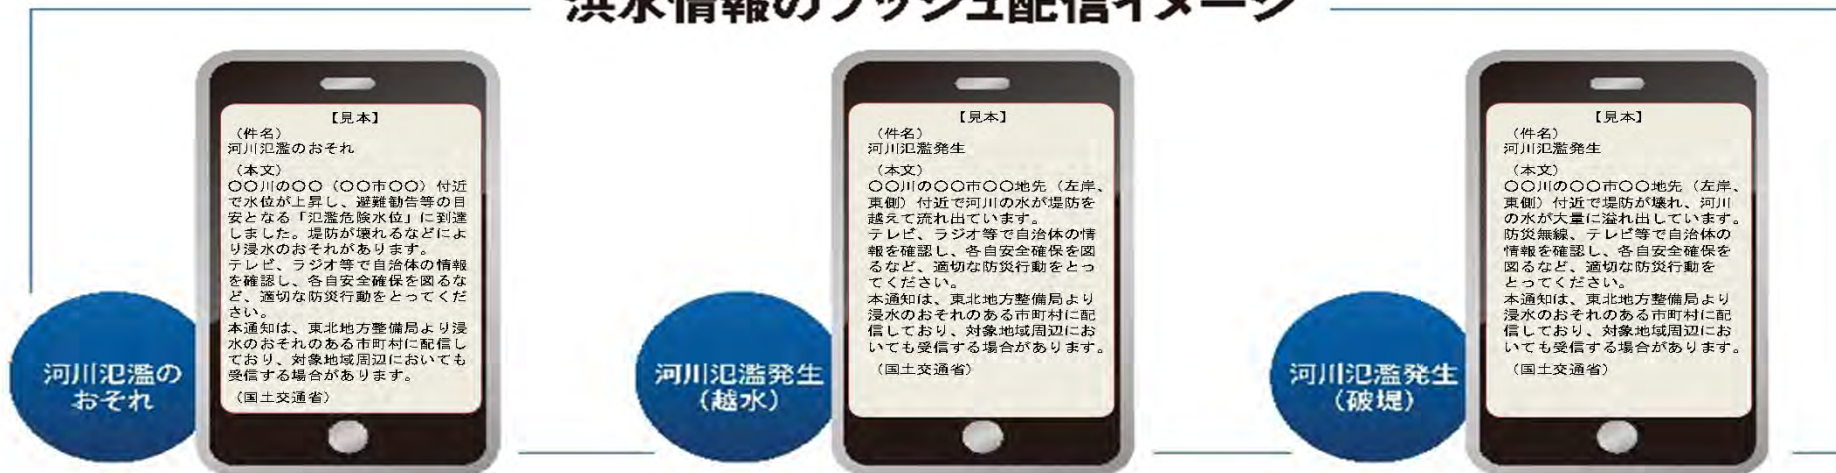 洪水情報のプッシュ配信イメージ
【見本】
（件名）
河川氾濫のおそれ
（本文）
〇〇川の〇〇（〇〇市〇〇）付近
で水位が上昇し、避難勧告等の目
安となる「氾濫危険水位」に到達
しました。堤防が壊れるなどによ
り浸水のおそれがあります。
テレビ、ラジオ等で自治体の情報
を確認し、各自安全確保を図るな
ど、適切な防災行動をとってくだ
さい。
本通知は、東北地方整備局より浸
水のおそれのある市町村に配信し
ており、対象地域周辺においても
受信する場合があります。
（国土交通省）
河川氾濫の
おそれ
【見本】
（件名）
河川氾濫発生
（本文）
〇〇川の〇〇市〇〇地先（左岸、
東側）付近で河川の水が堤防を
越えて流れ出ています。
テレビ、ラジオ等で自治体の情
報を確認し、各自安全確保を図
るなど、適切な防災行動をとっ
てください。
本通知は、東北地方整備局より
浸水のおそれのある市町村に配
信しており、対象地域周辺にお
いても受信する場合があります。
（国土交通省）
河川氾濫発生
（越水）
【見本】
（件名）
河川氾濫発生
（本文）
〇〇川の〇〇市〇〇地先（左岸、
東側）付近で堤防が壊れ、河川
の水が大量に溢れ出しています。
防災無線、テレビ等で自治体の
情報を確認し、各自安全確保を
図るなど、適切な防災行動を
とってください。
本通知は、東北地方整備局より
浸水のおそれのある市町村に配
信しており、対象地域周辺にお
いても受信する場合があります。
（国土交通省）
河川氾濫発生
（破堤）